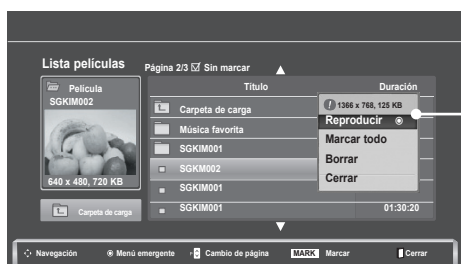 Lista películas
Página 2/3 Sin marcar
Película
SGKIM002
640 x 480, 720 KB
Carpeta de carga
Título Duración
Carpeta de carga
Música favorita
SGKIM001
SGKM002
SGKIM001
SGKIM001 01:30:20
1366 x 768, 125 KB
Reproducir
Marcar todo
Borrar
Cerrar
Navegación Menú emergente Cambio de página MARK Marcar Cerrar